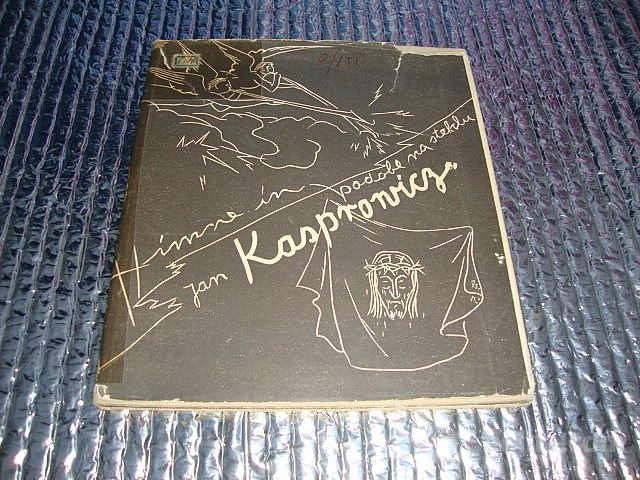 Himne in podobe na steklu
Jan Kasprowicz